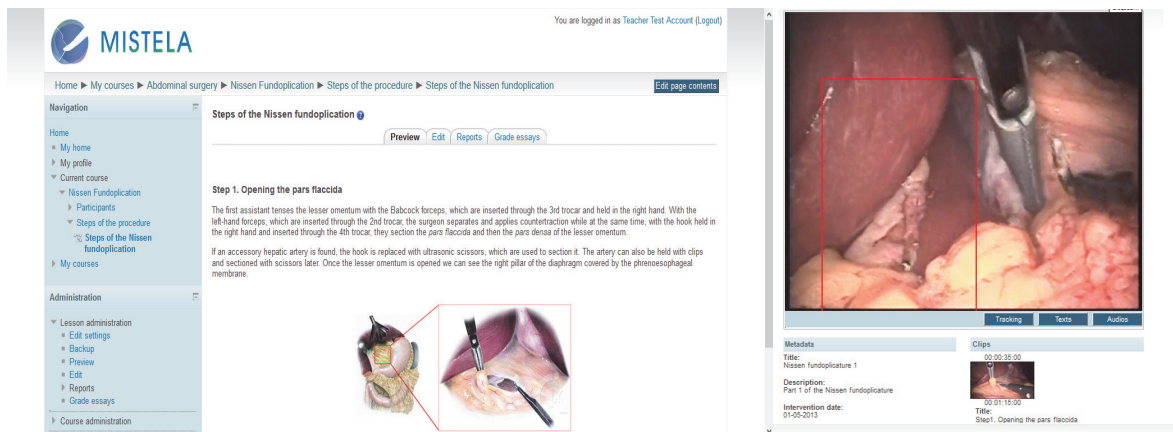 You are logged in as Teacher Test Account (Logout)
MISTELA
Home ▶ My courses ▶ Abdominal surgery ▶ Nissen Fundoplication ▶ Steps of the procedure ▶ Steps of the Nissen fundoplication
Edit page contents
Navigation
Home
My home
My profile
Current course
Nissen Fundoplication
Participants
Steps of the procedure
Steps of the Nissen
fundoplication
My courses
Administration
Lesson administration
Edit settings
Backup
Preview
Edit
Reports
Grade essays
Course administration
Steps of the Nissen fundoplication
Preview
Edit
Reports
Grade essays
Step 1. Opening the pars flaccida
The first assistant tenses the lesser omentum with the Babcock forceps, which are inserted through the 3rd trocar and held in the right hand. With the
left-hand forceps, which are inserted through the 2nd trocar, the surgeon separates and applies countertraction while at the same time, with the hook held in
the right hand and inserted through the 4th trocar, they section the pars flaccida and then the pars densa of the lesser omentum.
If an accessory hepatic artery is found, the hook is replaced with ultrasonic scissors, which are used to section it. The artery can also be held with clips
and sectioned with scissors later. Once the lesser omentum is opened we can see the right pillar of the diaphragm covered by the phrenoesophageal
membrane.
Tracking
Texts
Audios
Metadata
Title:
Nissen fundoplicature 1
Description:
Part 1 of the Nissen fundoplicature
Intervention date:
01-05-2013
Clips
00:00:35:00
00:01:15:00
Title:
Step1. Opening the pars flaccida